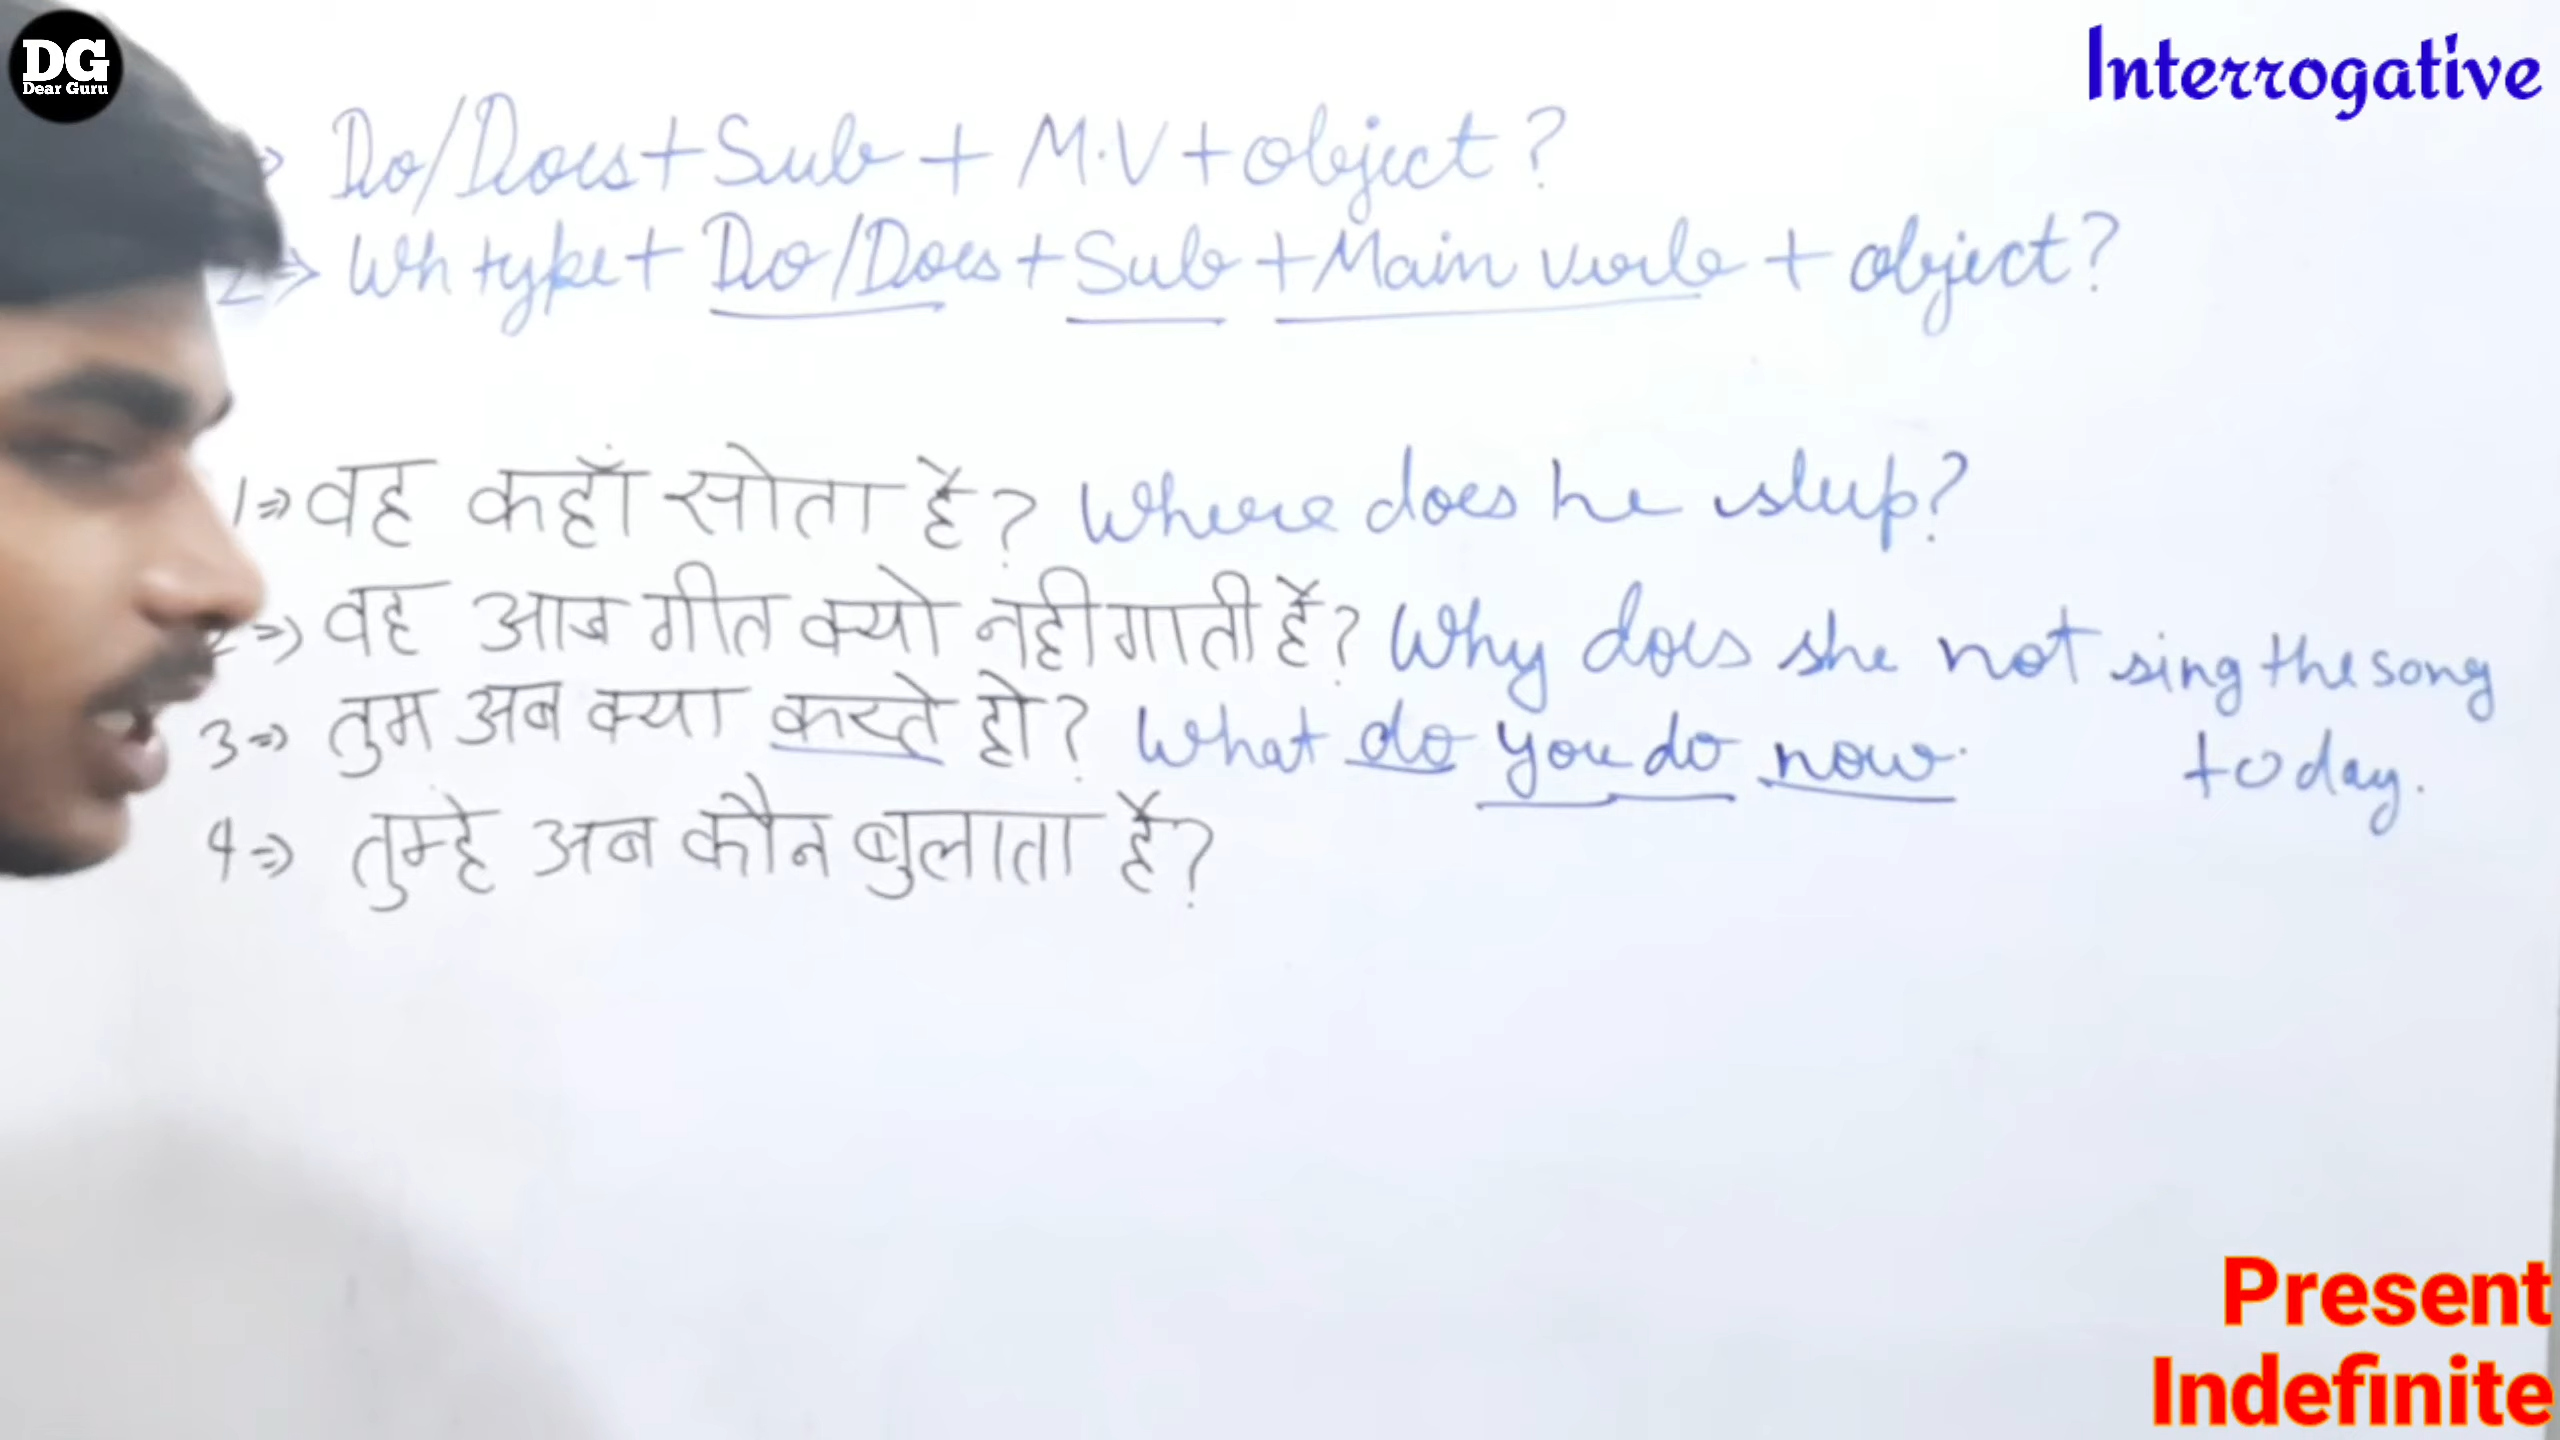 DG
Dear Guru
Interrogative
Do/Does + Sub + M.V + object?
2⇒ Wh type + Do/Does + Sub + Main verb + object?
1⇒ वह कहाँ सोता है? Where does he sleep?
2⇒ वह आज गीत क्यो नही गाती है? Why does she not sing the song
today.
3⇒ तुम अब क्या करते हो? What do you do now.
4⇒ तुम्हे अब कौन बुलाता है?
Present
Indefinite